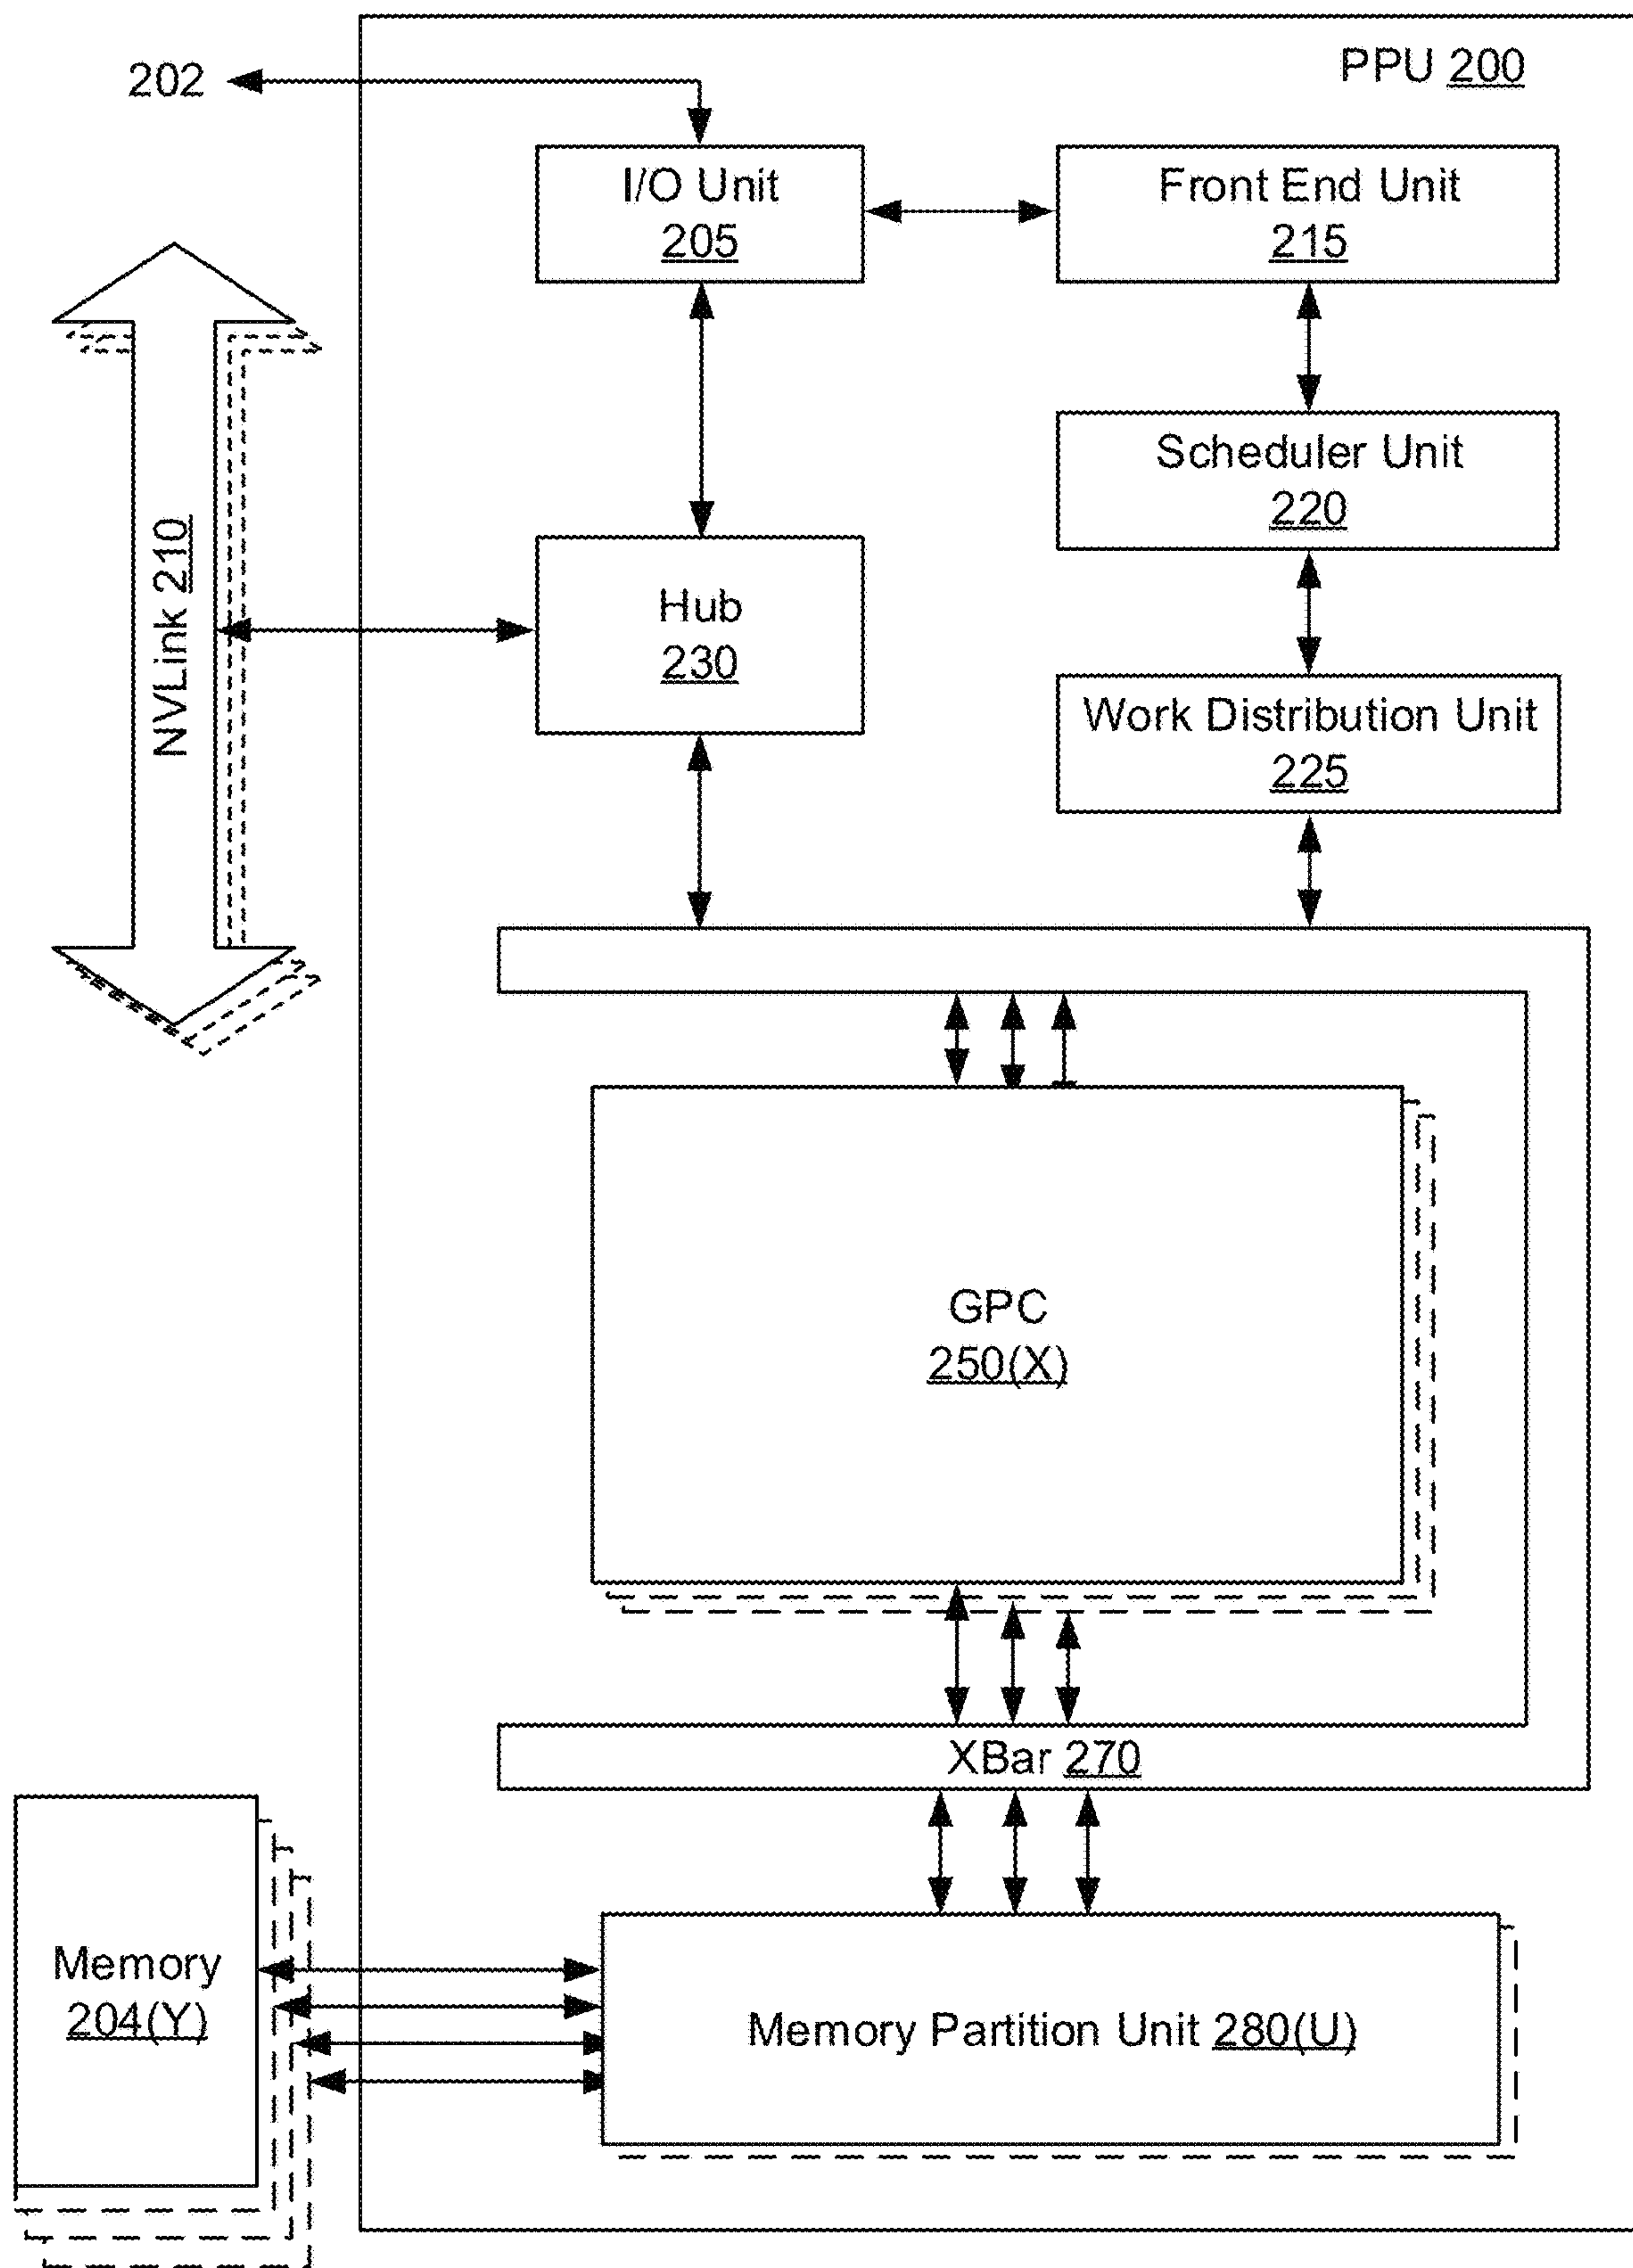 PPU 200
202
I/O Unit
205
Front End Unit
215
Scheduler Unit
220
NVLink 210
Hub
230
Work Distribution Unit
225
GPC
250(X)
XBar 270
Memory
204(Y)
Memory Partition Unit 280(U)